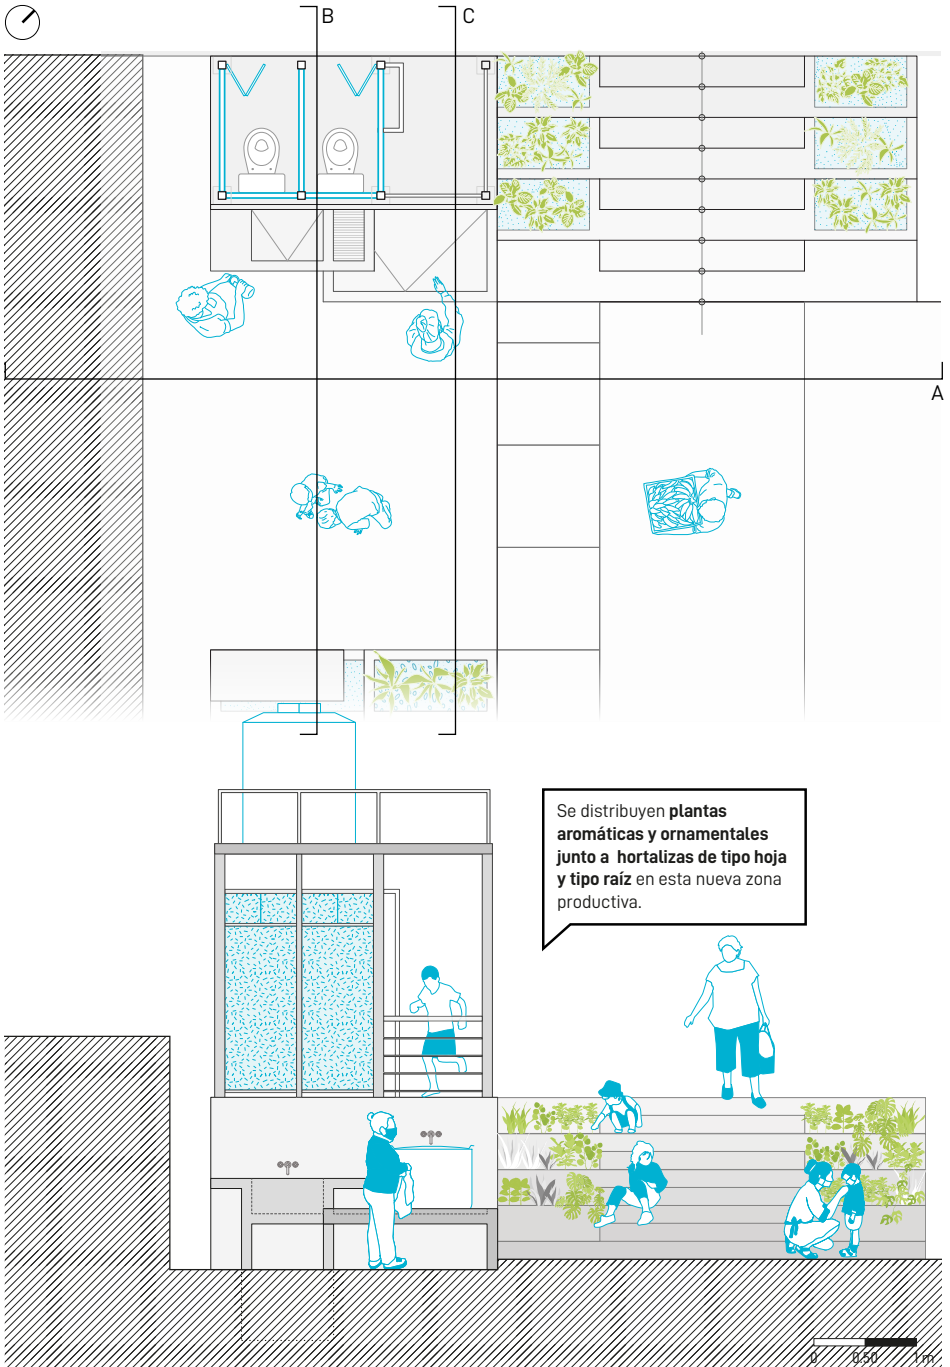 B
C
A
Se distribuyen plantas
aromáticas y ornamentales
junto a hortalizas de tipo hoja
y tipo raíz en esta nueva zona
productiva.
0 0.50 1 m